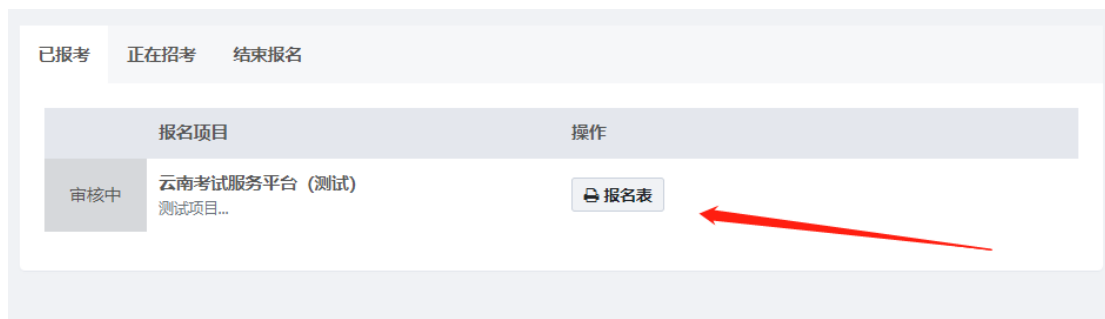 已报考 正在招考 结束报名
报名项目 操作
审核中 云南考试服务平台（测试） 报名表
测试项目...